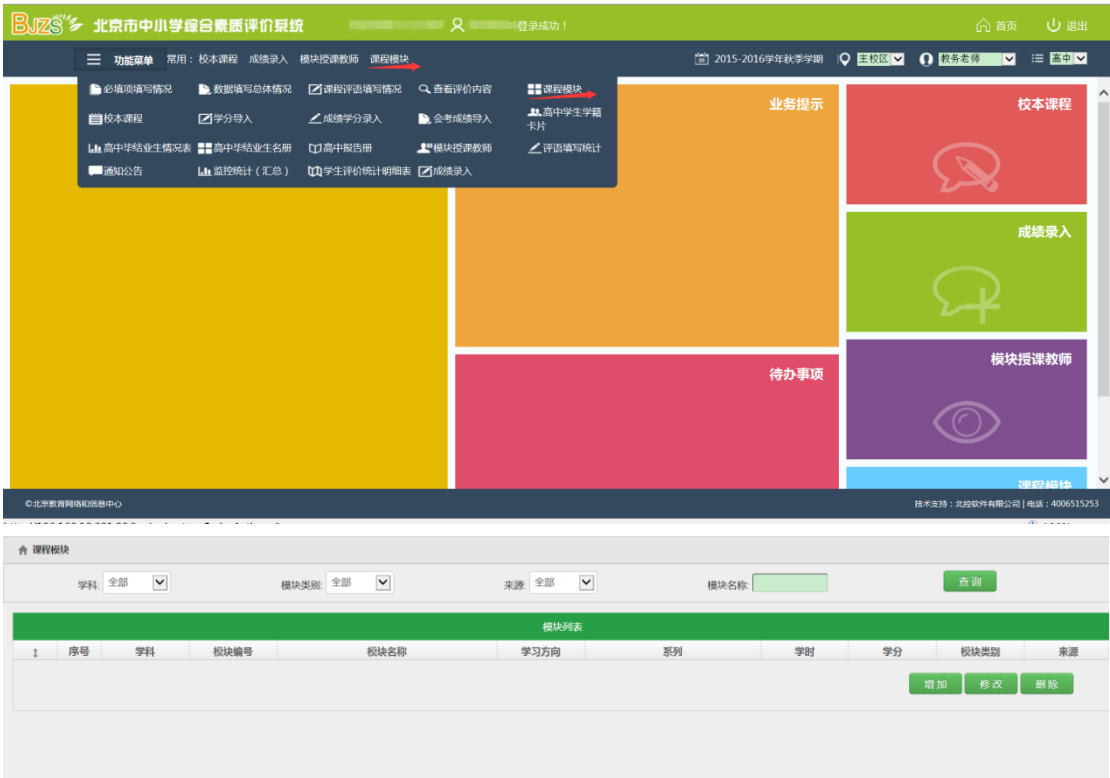 BJZS 北京市中小学综合素质评价系统 登录成功！ 首页 退出
功能菜单 常用： 校本课程 成绩录入 模块授课教师 课程模块 2015-2016学年秋季学期 主校区 教务老师 高中
必填项填写情况 数据填写总体情况 课程评语填写情况 查看评价内容 课程模块
校本课程 学分导入 成绩学分录入 会考成绩导入 高中学生学籍卡片
高中毕结业生情况表 高中毕结业生名册 高中报告册 模块授课教师 评语填写统计
通知公告 监控统计（汇总） 学生评价统计明细表 成绩录入
业务提示
待办事项
校本课程
成绩录入
模块授课教师
课程模块
©北京教育网络和信息中心 技术支持：北控软件有限公司 | 电话：4006515253
课程模块
学科: 全部 模块类别: 全部 来源: 全部 模块名称: 查 询
模块列表
序号 学科 模块编号 模块名称 学习方向 系列 学时 学分 模块类别 来源
增 加 修 改 删 除